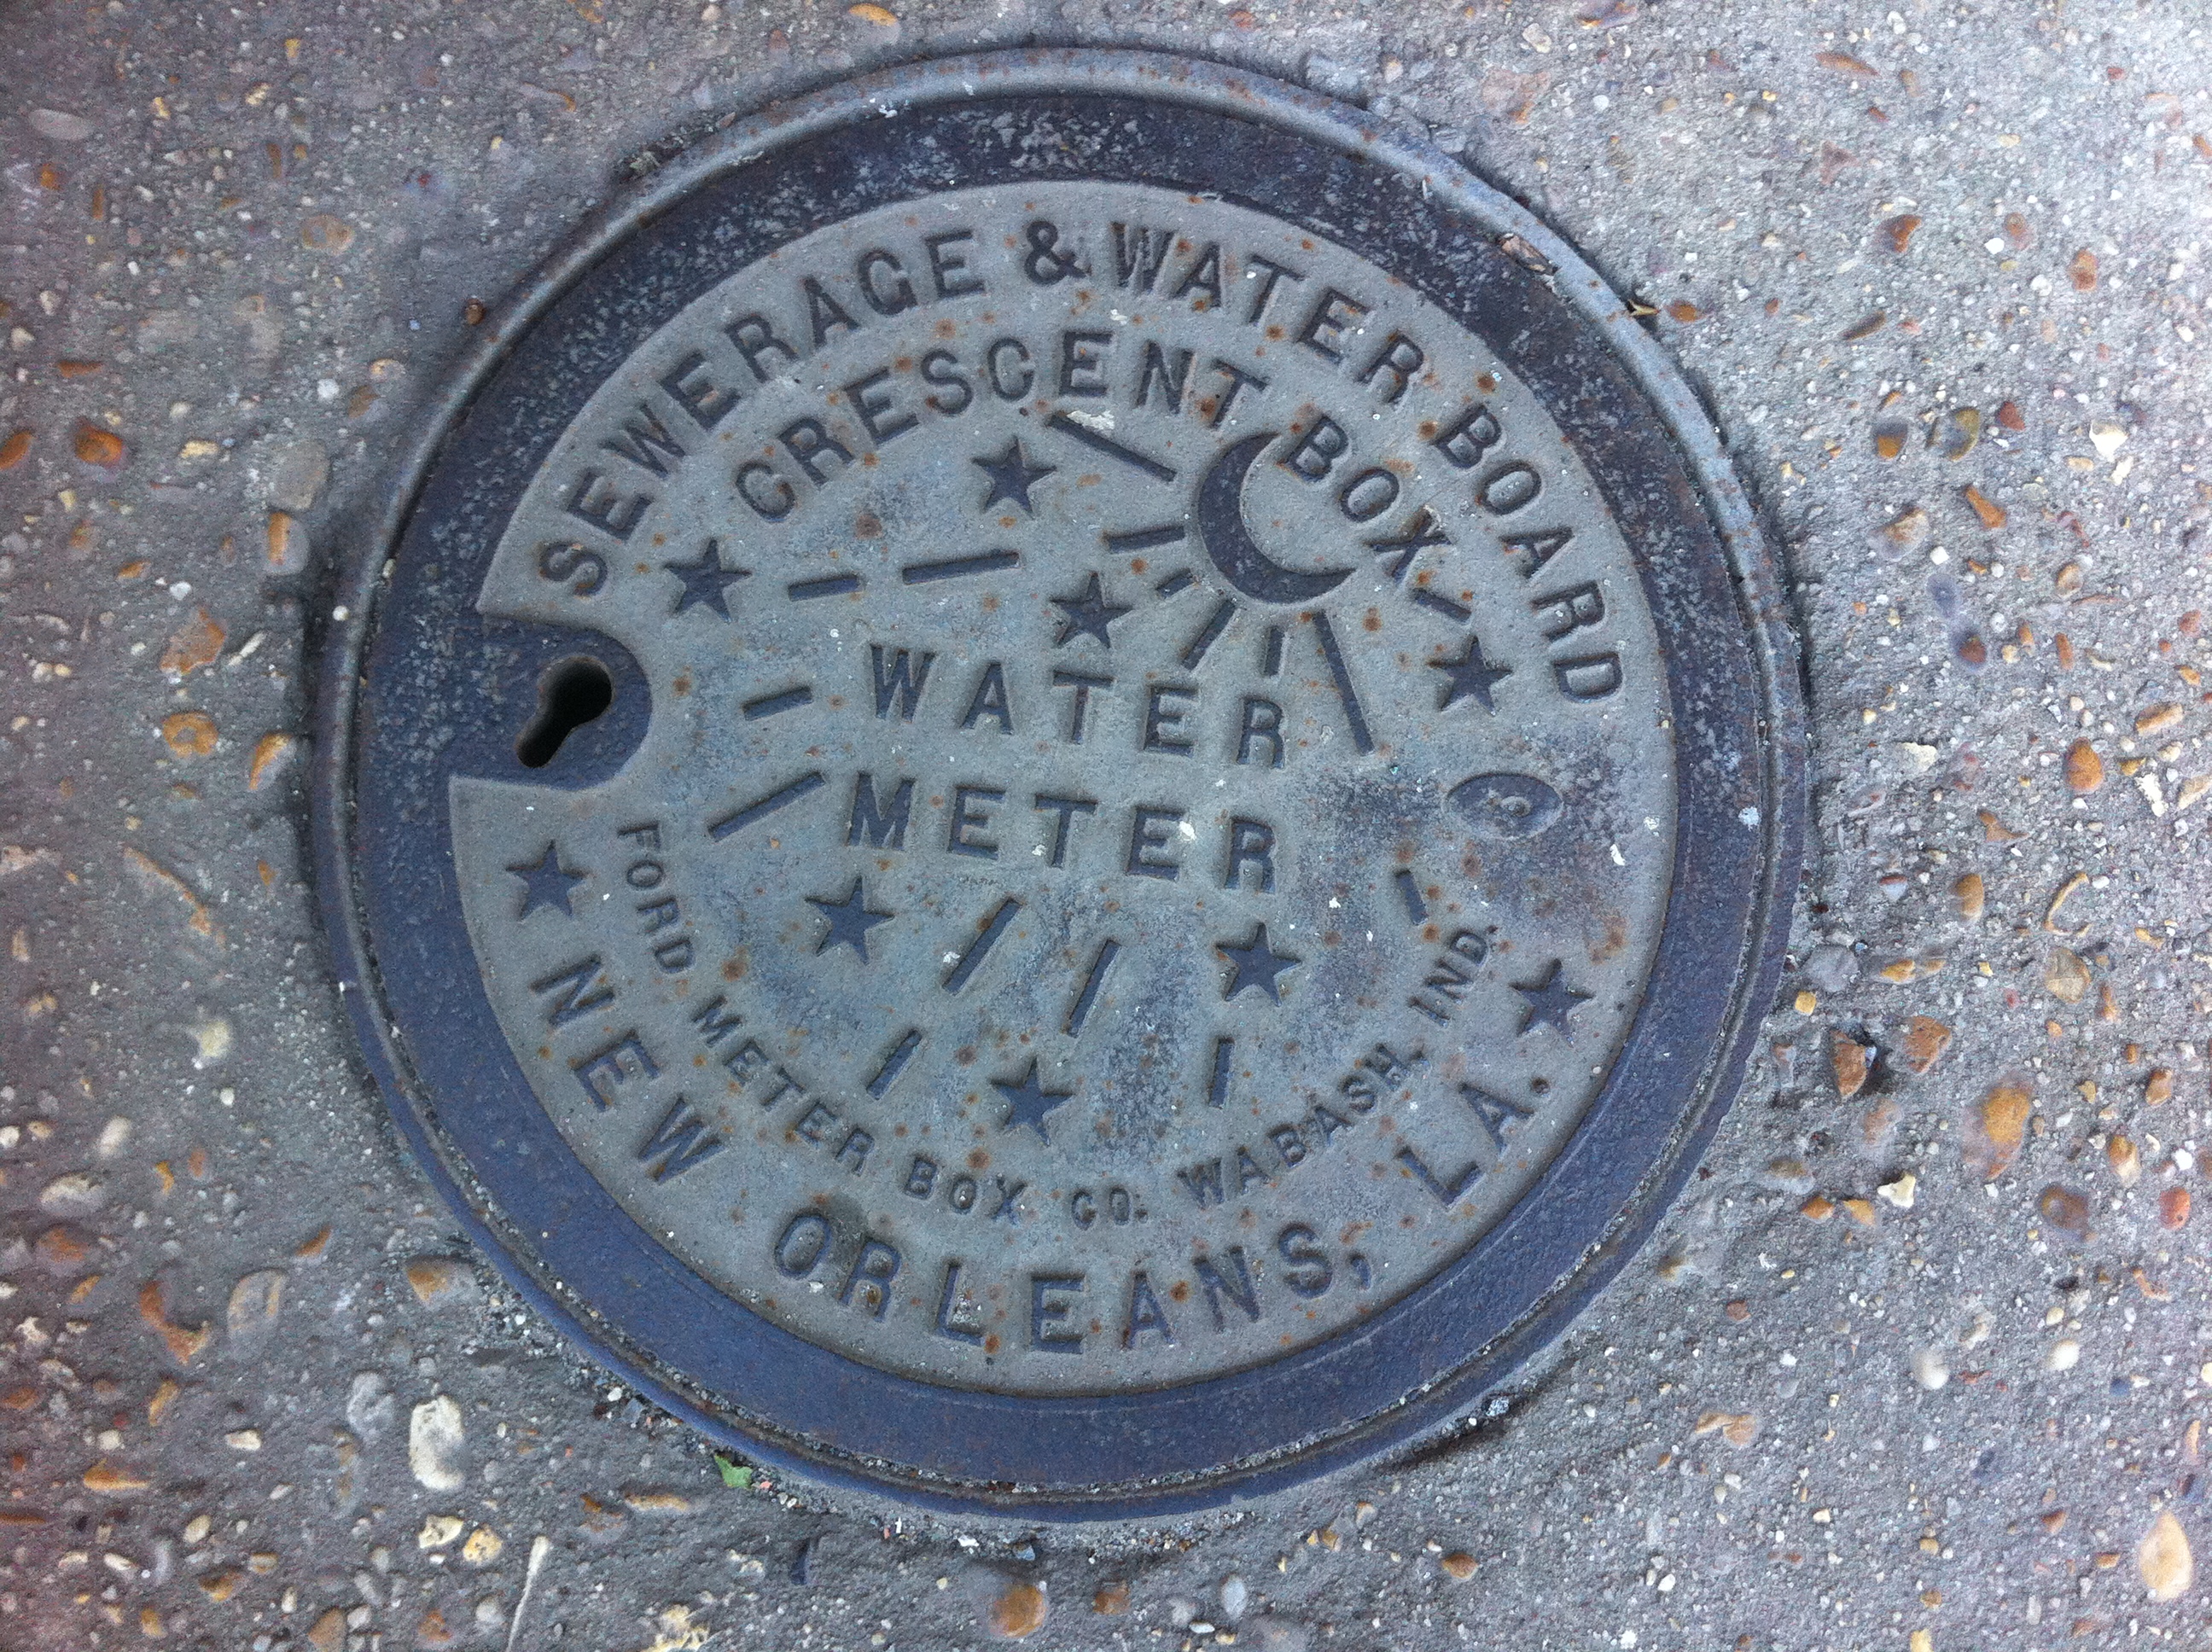 SEWERAGE & WATER BOARD
CRESCENT BOX
WATER
METER
FORD METER BOX CO. WABASH, IND.
NEW ORLEANS, LA.